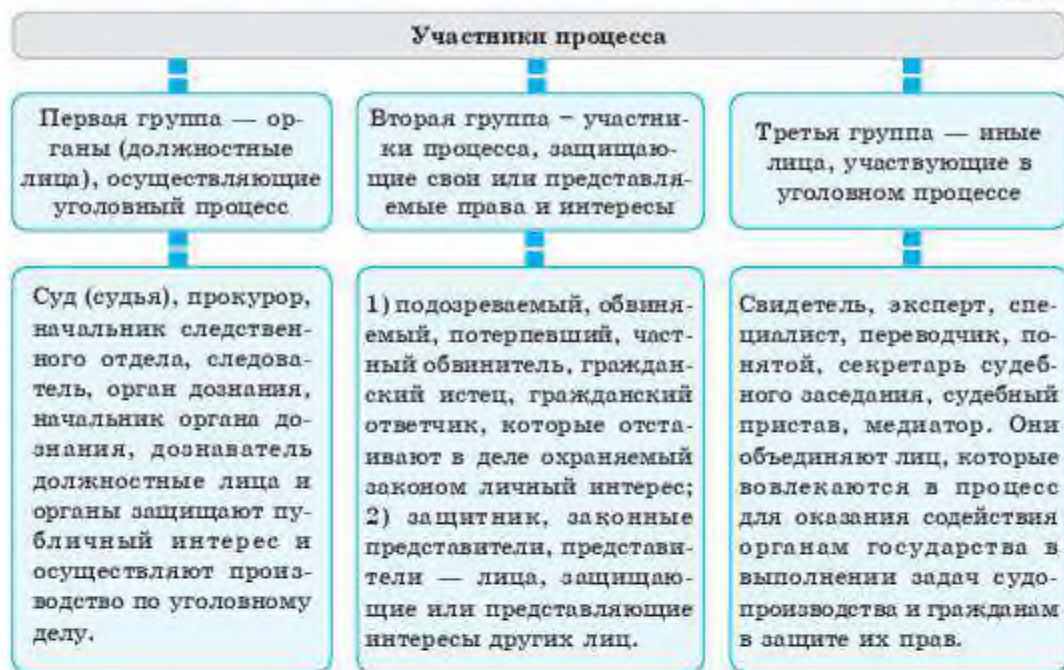 Участники процесса
Первая группа — ор-
ганы (должностные
лица), осуществляющие
уголовный процесс
Вторая группа – участни-
ки процесса, защищаю-
щие свои или представля-
емые права и интересы
Третья группа — иные
лица, участвующие в
уголовном процессе
Суд (судья), прокурор,
начальник следствен-
ного отдела, следова-
тель, орган дознания,
начальник органа до-
знания, дознаватель
должностные лица и
органы защищают пу-
бличный интерес и
осуществляют произ-
водство по уголовному
делу.
1) подозреваемый, обвиня-
емый, потерпевший, част-
ный обвинитель, граждан-
ский истец, гражданский
ответчик, которые отста-
ивают в деле охраняемый
законом личный интерес;
2) защитник, законные
представители, представи-
тели — лица, защищаю-
щие или представляющие
интересы других лиц.
Свидетель, эксперт, спе-
циалист, переводчик, по-
нятой, секретарь судеб-
ного заседания, судебный
пристав, медиатор. Они
объединяют лиц, которые
вовлекаются в процесс
для оказания содействия
органам государства в
выполнении задач судо-
производства и гражданам
в защите их прав.